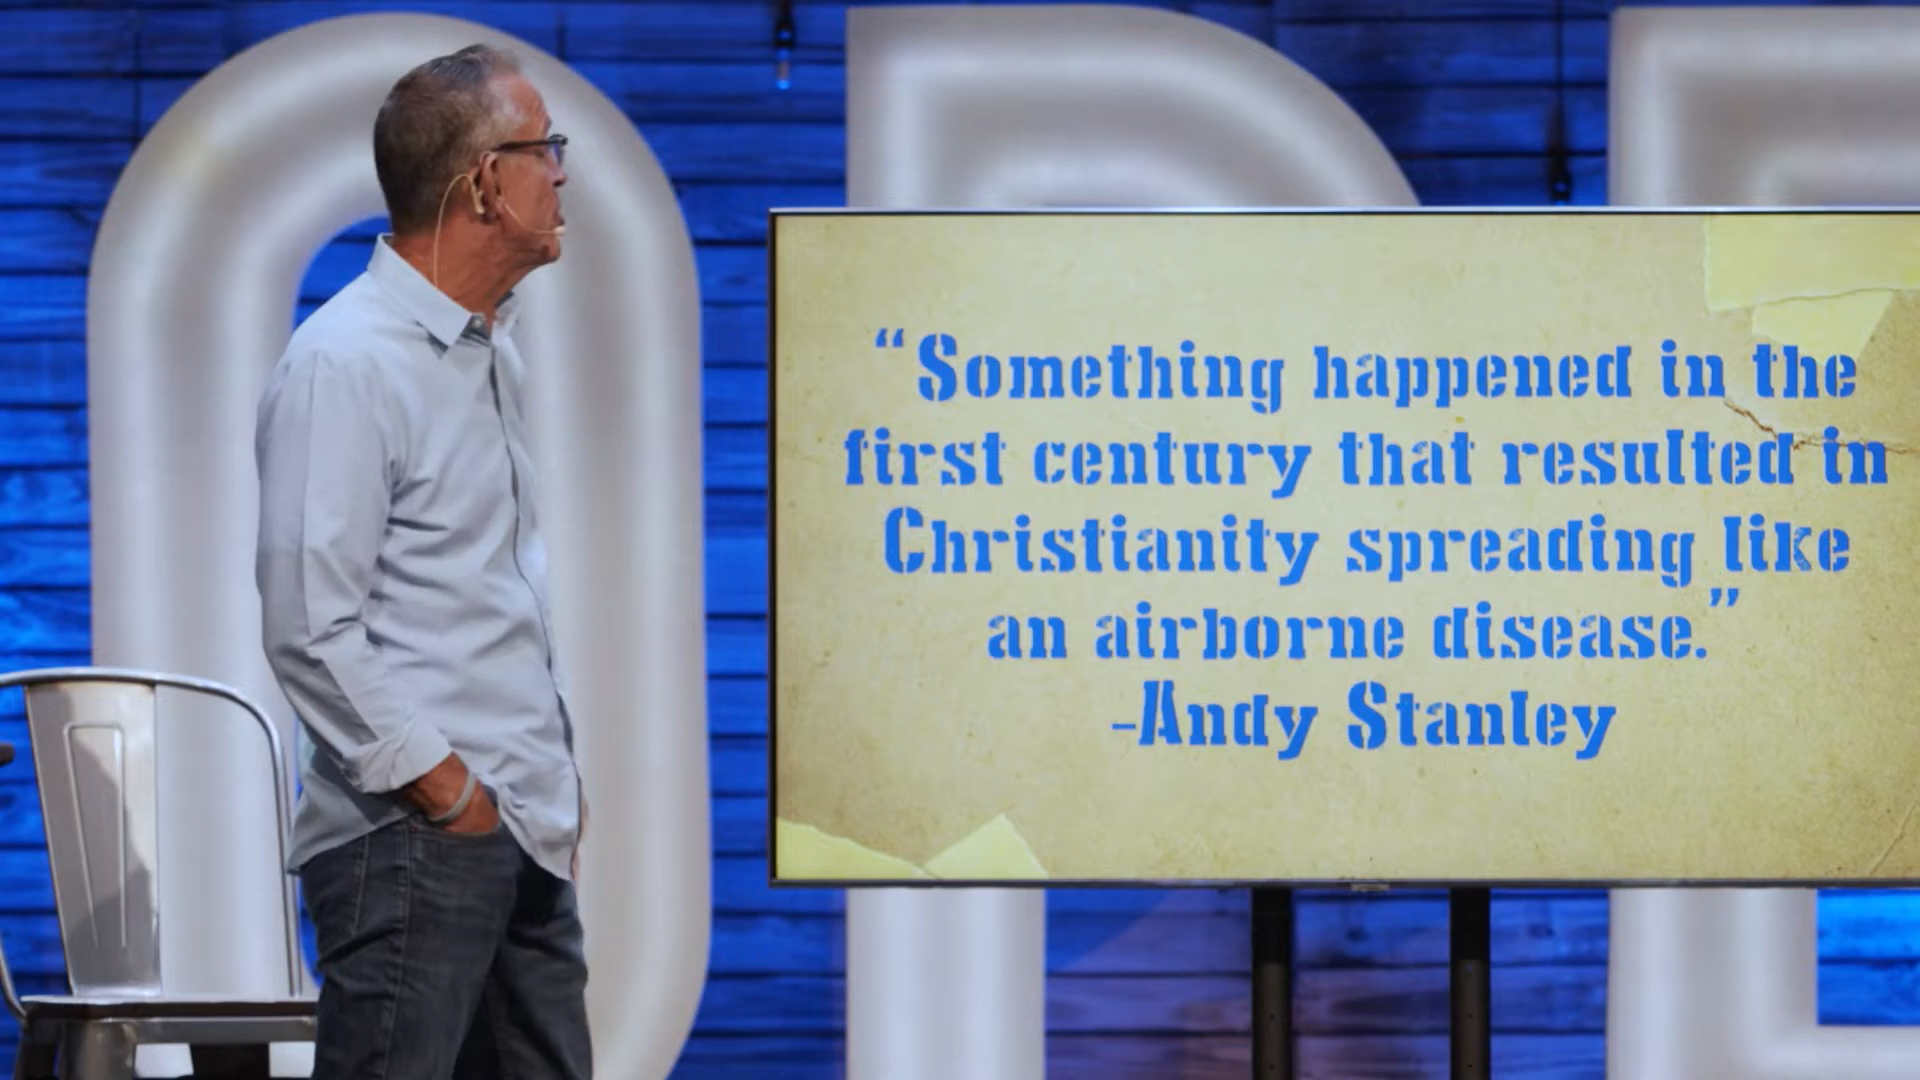 “Something happened in the
first century that resulted in
Christianity spreading like
an airborne disease.”
-Andy Stanley